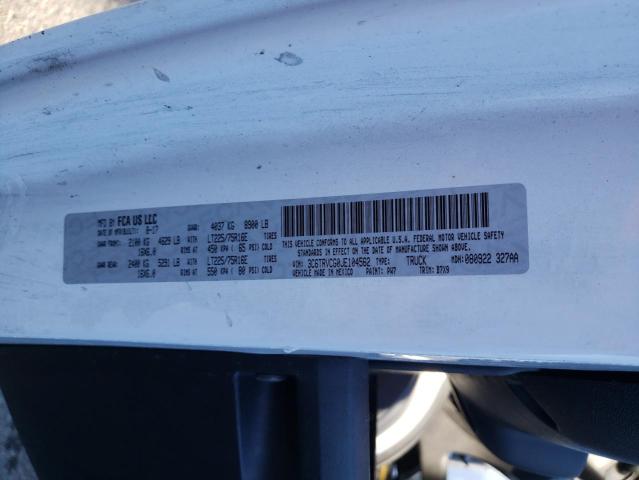 MFD BY: FCA US LLC
DATE OF MFR/BUILT: 8-17 GVWR: 4037 KG 8900 LB
GAWR FRONT: 2100 KG 4629 LB WITH LT225/75R16E TIRES
16X6.0 RIMS AT 450 KPA ( 65 PSI) COLD
GAWR REAR: 2400 KG 5291 LB WITH LT225/75R16E TIRES
16X6.0 RIMS AT 550 KPA ( 80 PSI) COLD
THIS VEHICLE CONFORMS TO ALL APPLICABLE U.S.A. FEDERAL MOTOR VEHICLE SAFETY
STANDARDS IN EFFECT ON THE DATE OF MANUFACTURE SHOWN ABOVE.
VIN: 3C6TRVCG0JE104562 TYPE: TRUCK MDH: 080922 327AA
VEHICLE MADE IN MEXICO PAINT: PW7 TRIM: B7X9